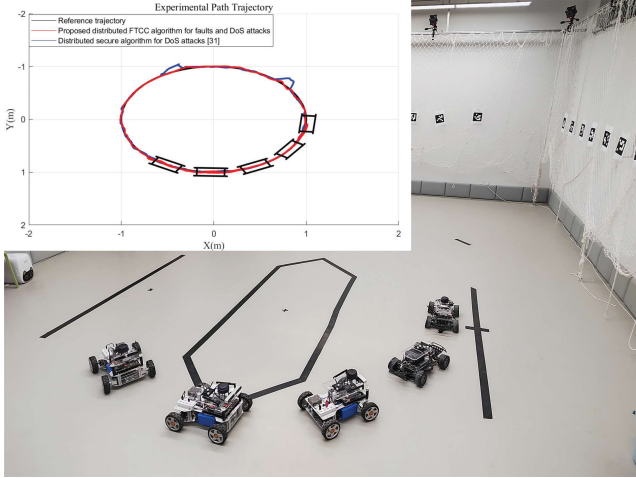 Experimental Path Trajectory
Reference trajectory
Proposed distributed FTCC algorithm for faults and DoS attacks
Distributed secure algorithm for DoS attacks [31]
-2
-1
0
1
2
Y(m)
-2
-1
0
1
2
X(m)